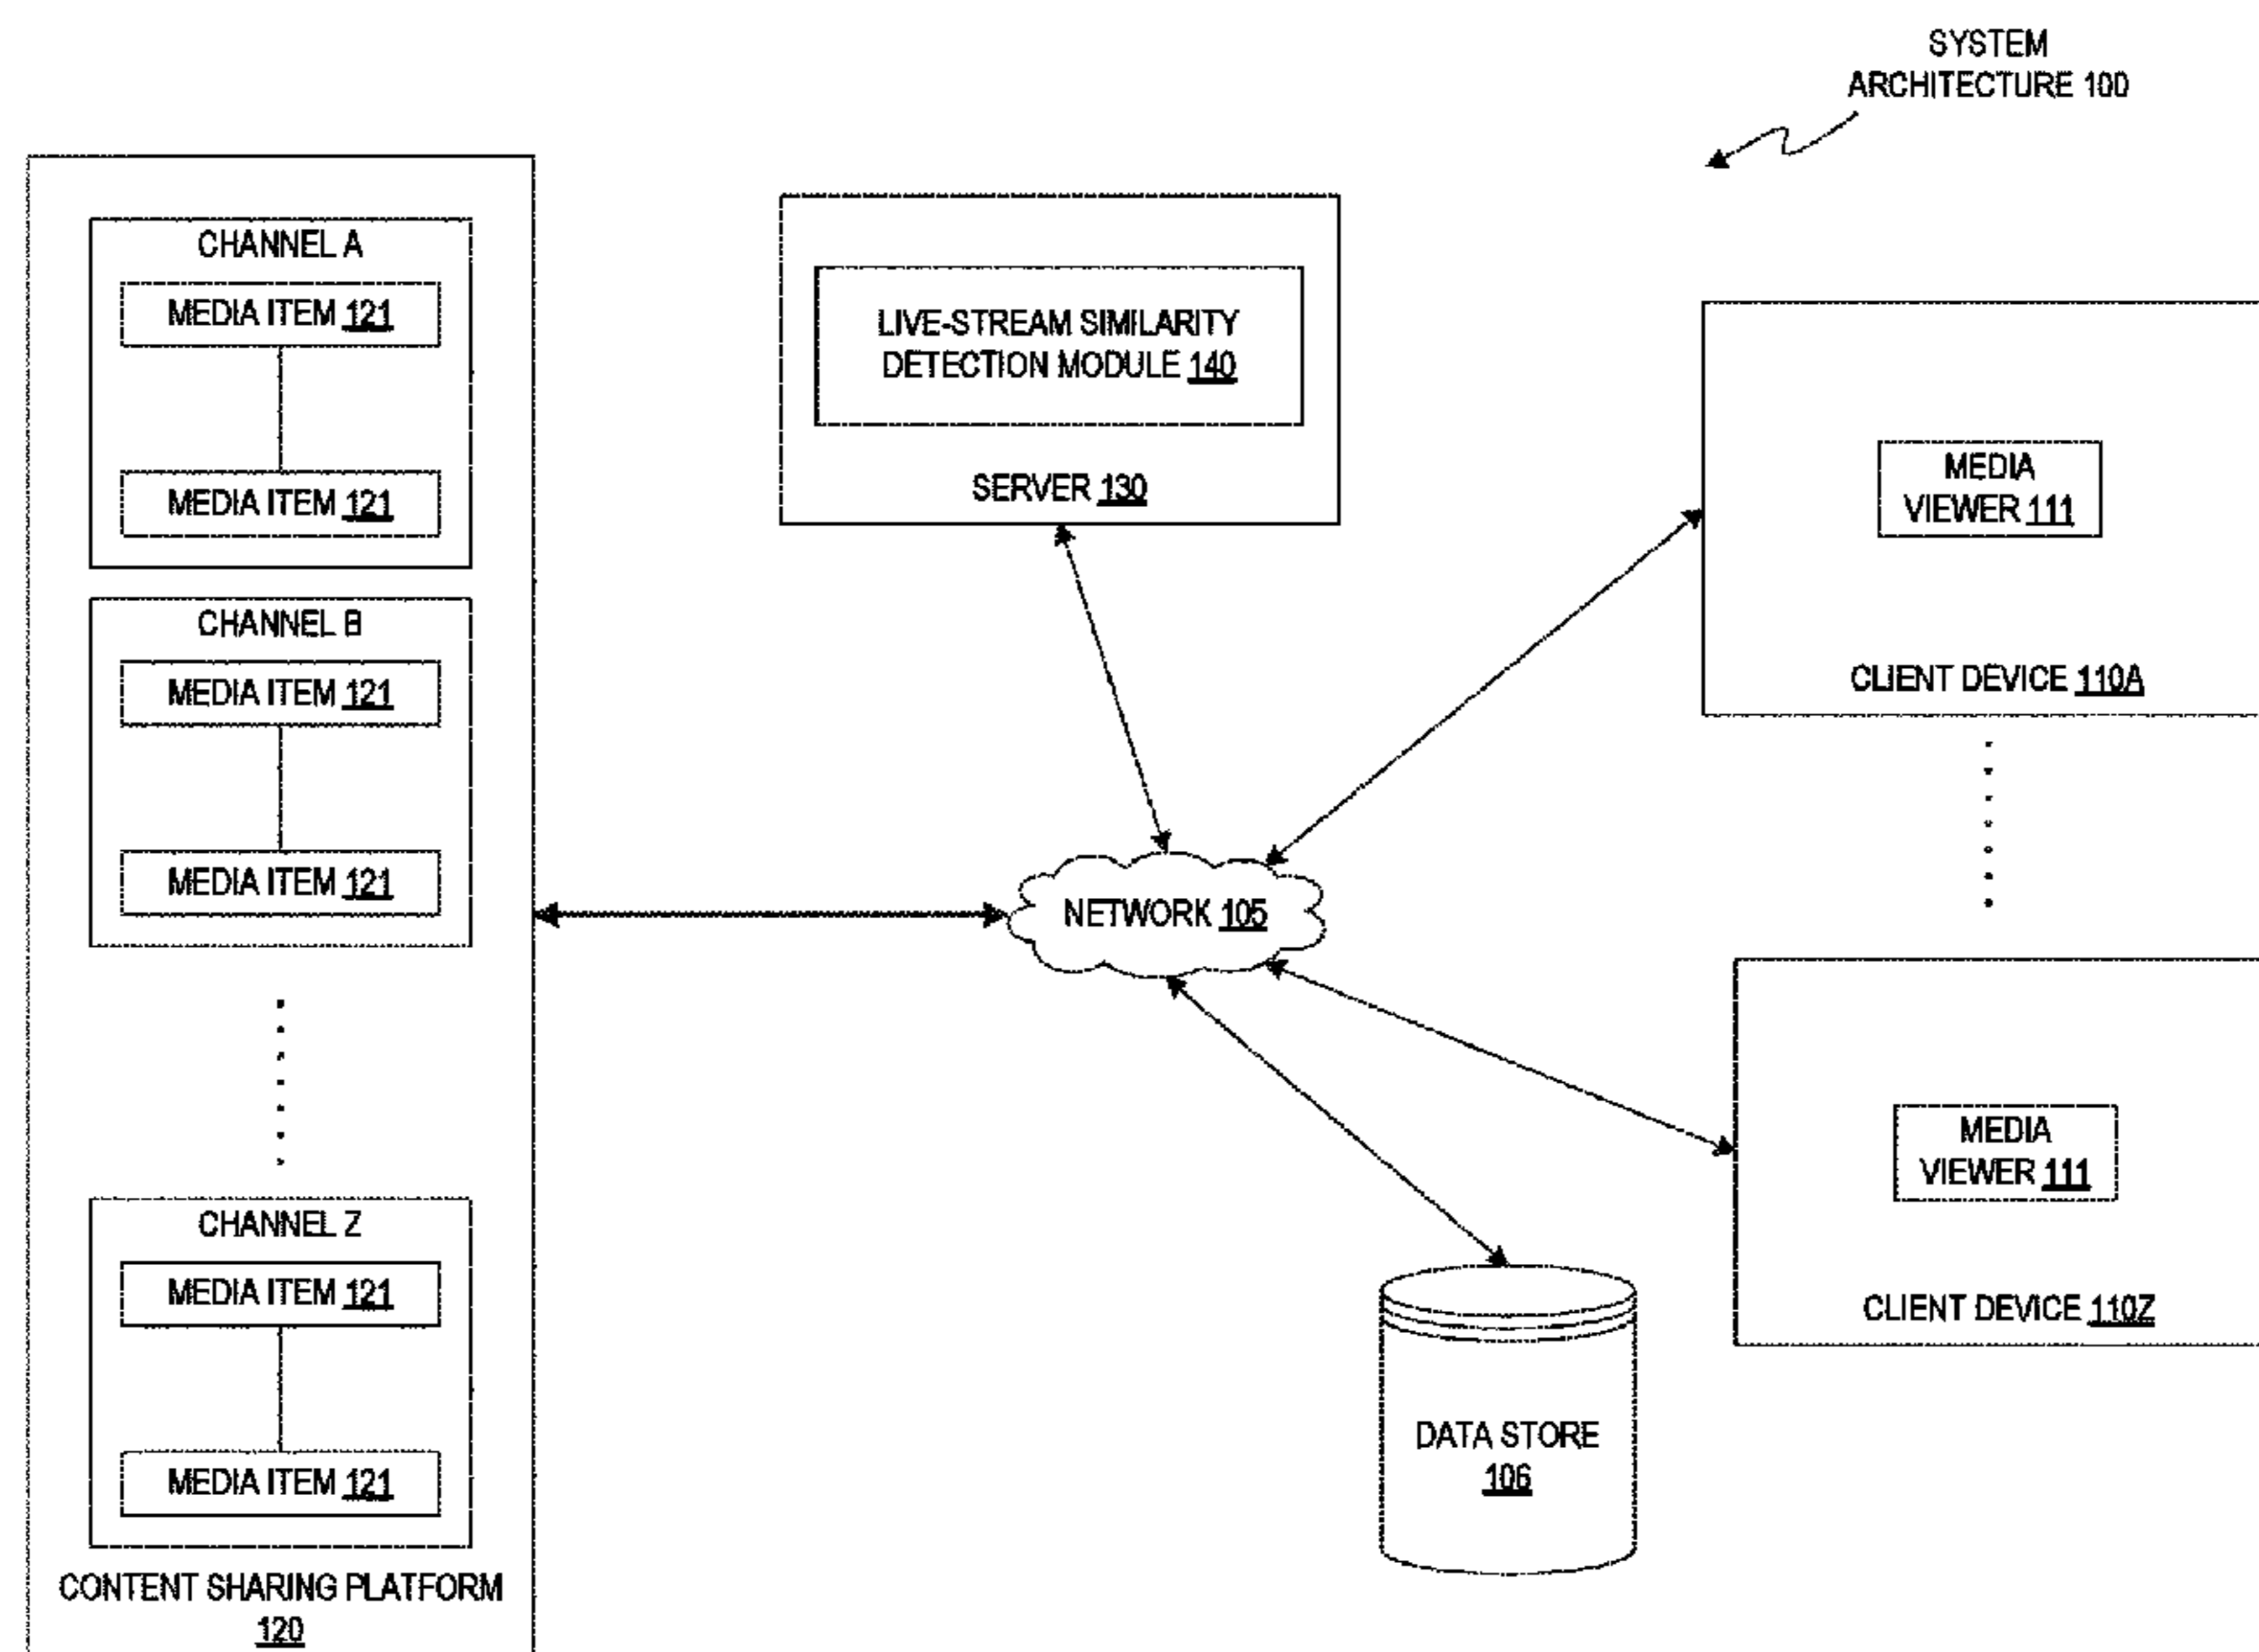 SYSTEM
ARCHITECTURE 100
CHANNEL A
MEDIA ITEM 121
MEDIA ITEM 121
CHANNEL B
MEDIA ITEM 121
MEDIA ITEM 121
CHANNEL Z
MEDIA ITEM 121
MEDIA ITEM 121
CONTENT SHARING PLATFORM
120
LIVE-STREAM SIMILARITY
DETECTION MODULE 140
SERVER 130
NETWORK 105
MEDIA
VIEWER 111
CLIENT DEVICE 110A
MEDIA
VIEWER 111
CLIENT DEVICE 110Z
DATA STORE
106